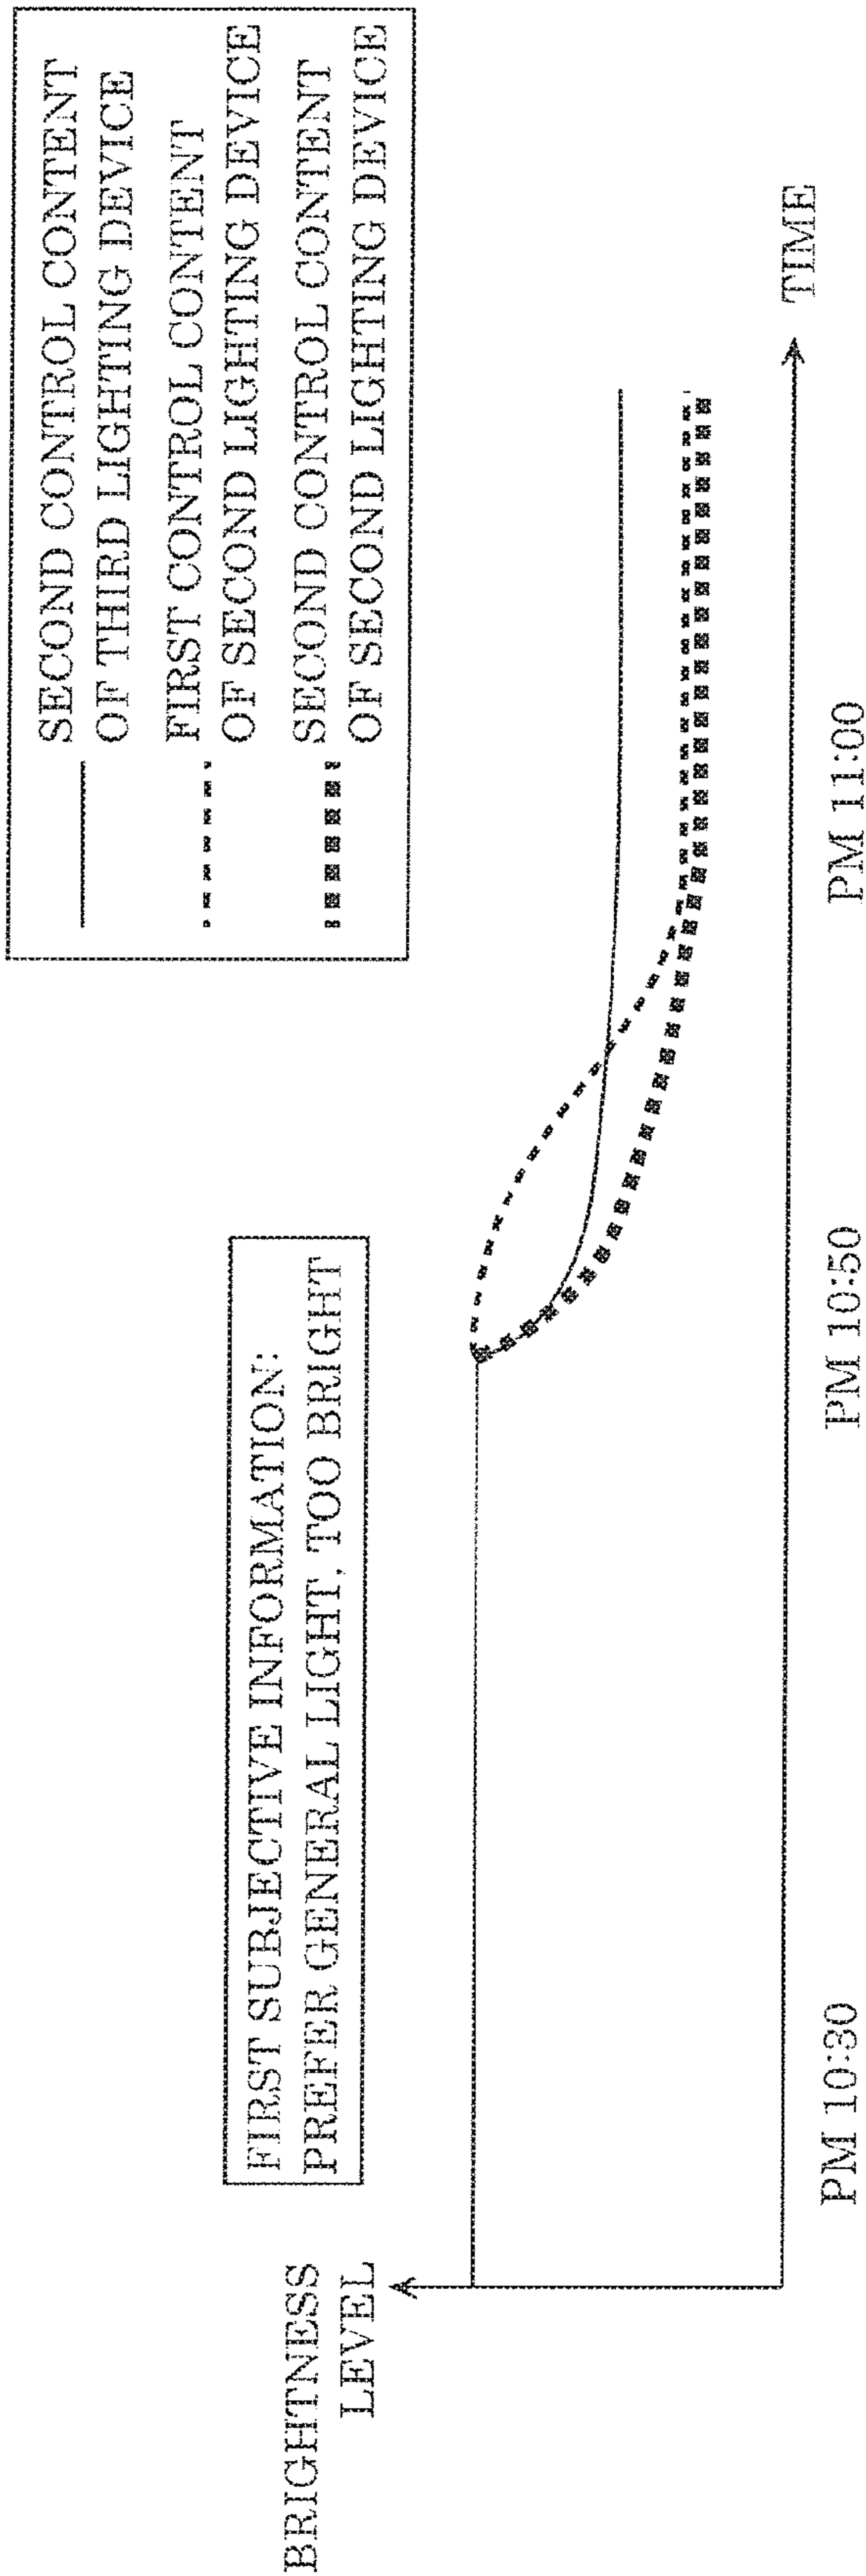 SECOND CONTROL CONTENT
OF THIRD LIGHTING DEVICE
FIRST CONTROL CONTENT
OF SECOND LIGHTING DEVICE
SECOND CONTROL CONTENT
OF SECOND LIGHTING DEVICE
FIRST SUBJECTIVE INFORMATION:
PREFER GENERAL LIGHT, TOO BRIGHT
BRIGHTNESS
LEVEL
TIME
PM 10:30
PM 10:50
PM 11:00